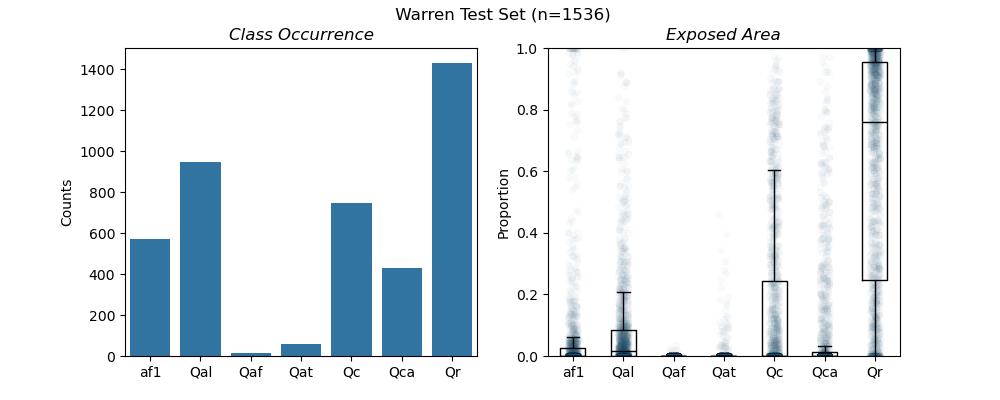 Warren Test Set (n=1536)
Class Occurrence
Counts
1400
1200
1000
800
600
400
200
0
af1 Qal Qaf Qat Qc Qca Qr
Exposed Area
Proportion
1.0
0.8
0.6
0.4
0.2
0.0
af1 Qal Qaf Qat Qc Qca Qr